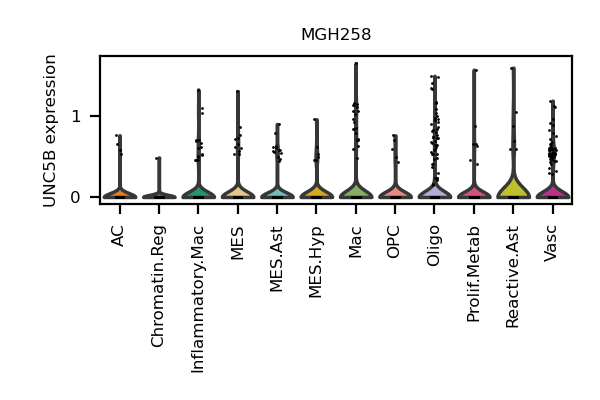 MGH258
UNC5B expression
1
0
AC
Chromatin.Reg
Inflammatory.Mac
MES
MES.Ast
MES.Hyp
Mac
OPC
Oligo
Prolif.Metab
Reactive.Ast
Vasc